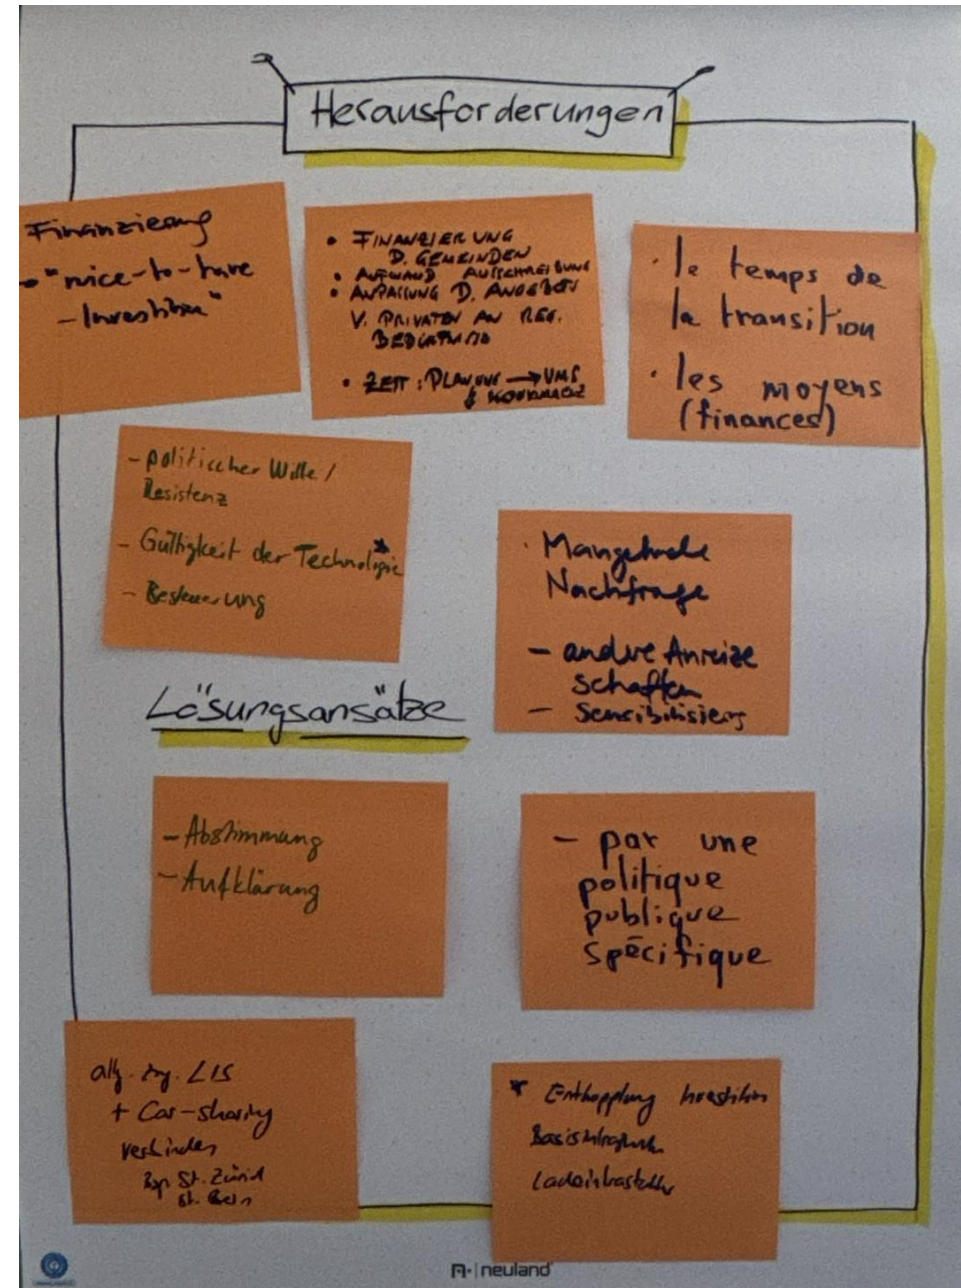 Herausforderungen
Finanzierung
- "nice-to-have
- Investition"
• FINANZIERUNG
D. GEMEINDEN
• AUFWAND AUSSCHREIBUNG
• ANPASSUNG D. ANGEBOTS
V. PRIVATEN AN REG.
BEDÜRFNIS
• ZEIT : PLANUNG → UMS
& KONKURRENZ
• le temps de
la transition
• les moyens
(finances)
- politischer Wille /
Resistenz
- Gültigkeit der Technologie*
- Besteuerung
• Mangelnde
Nachfrage
- andre Anreize
schaffen
- sensibilisieren
Lösungsansätze
- Abstimmung
- Aufklärung
- par une
politique
publique
spécifique
allg. zug. LIS
+ Car-sharing
verbinden
Bsp. St. Zürich
St. Bern
* Entkopplung Investition
Basisinfrastruktur
Ladeinfrastruktur
neuland